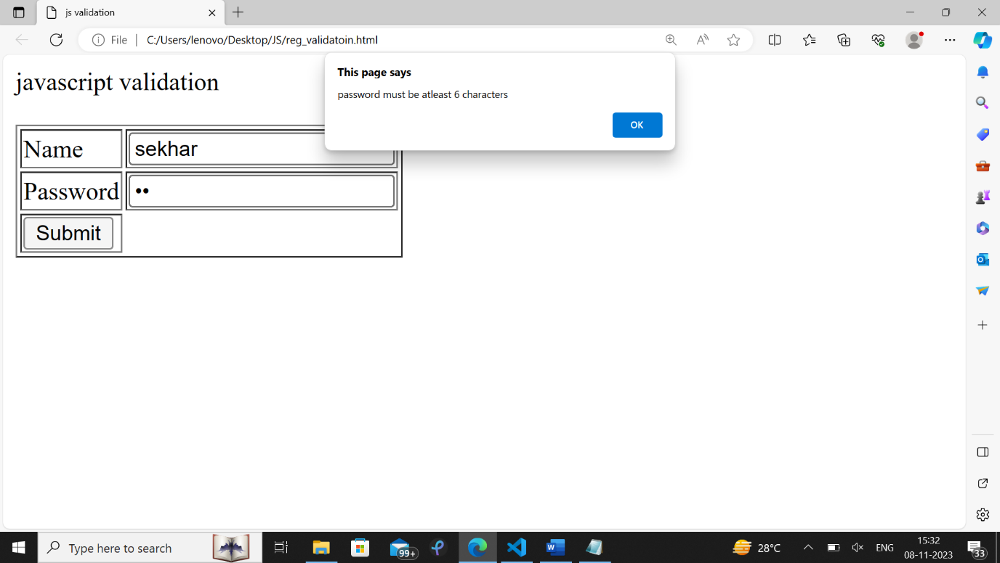 js validation
File
C:/Users/lenovo/Desktop/JS/reg_validatoin.html
This page says
password must be atleast 6 characters
OK
javascript validation
Name
sekhar
Password
••
Submit
Type here to search
99+
28°C
ENG
15:32
08-11-2023
33